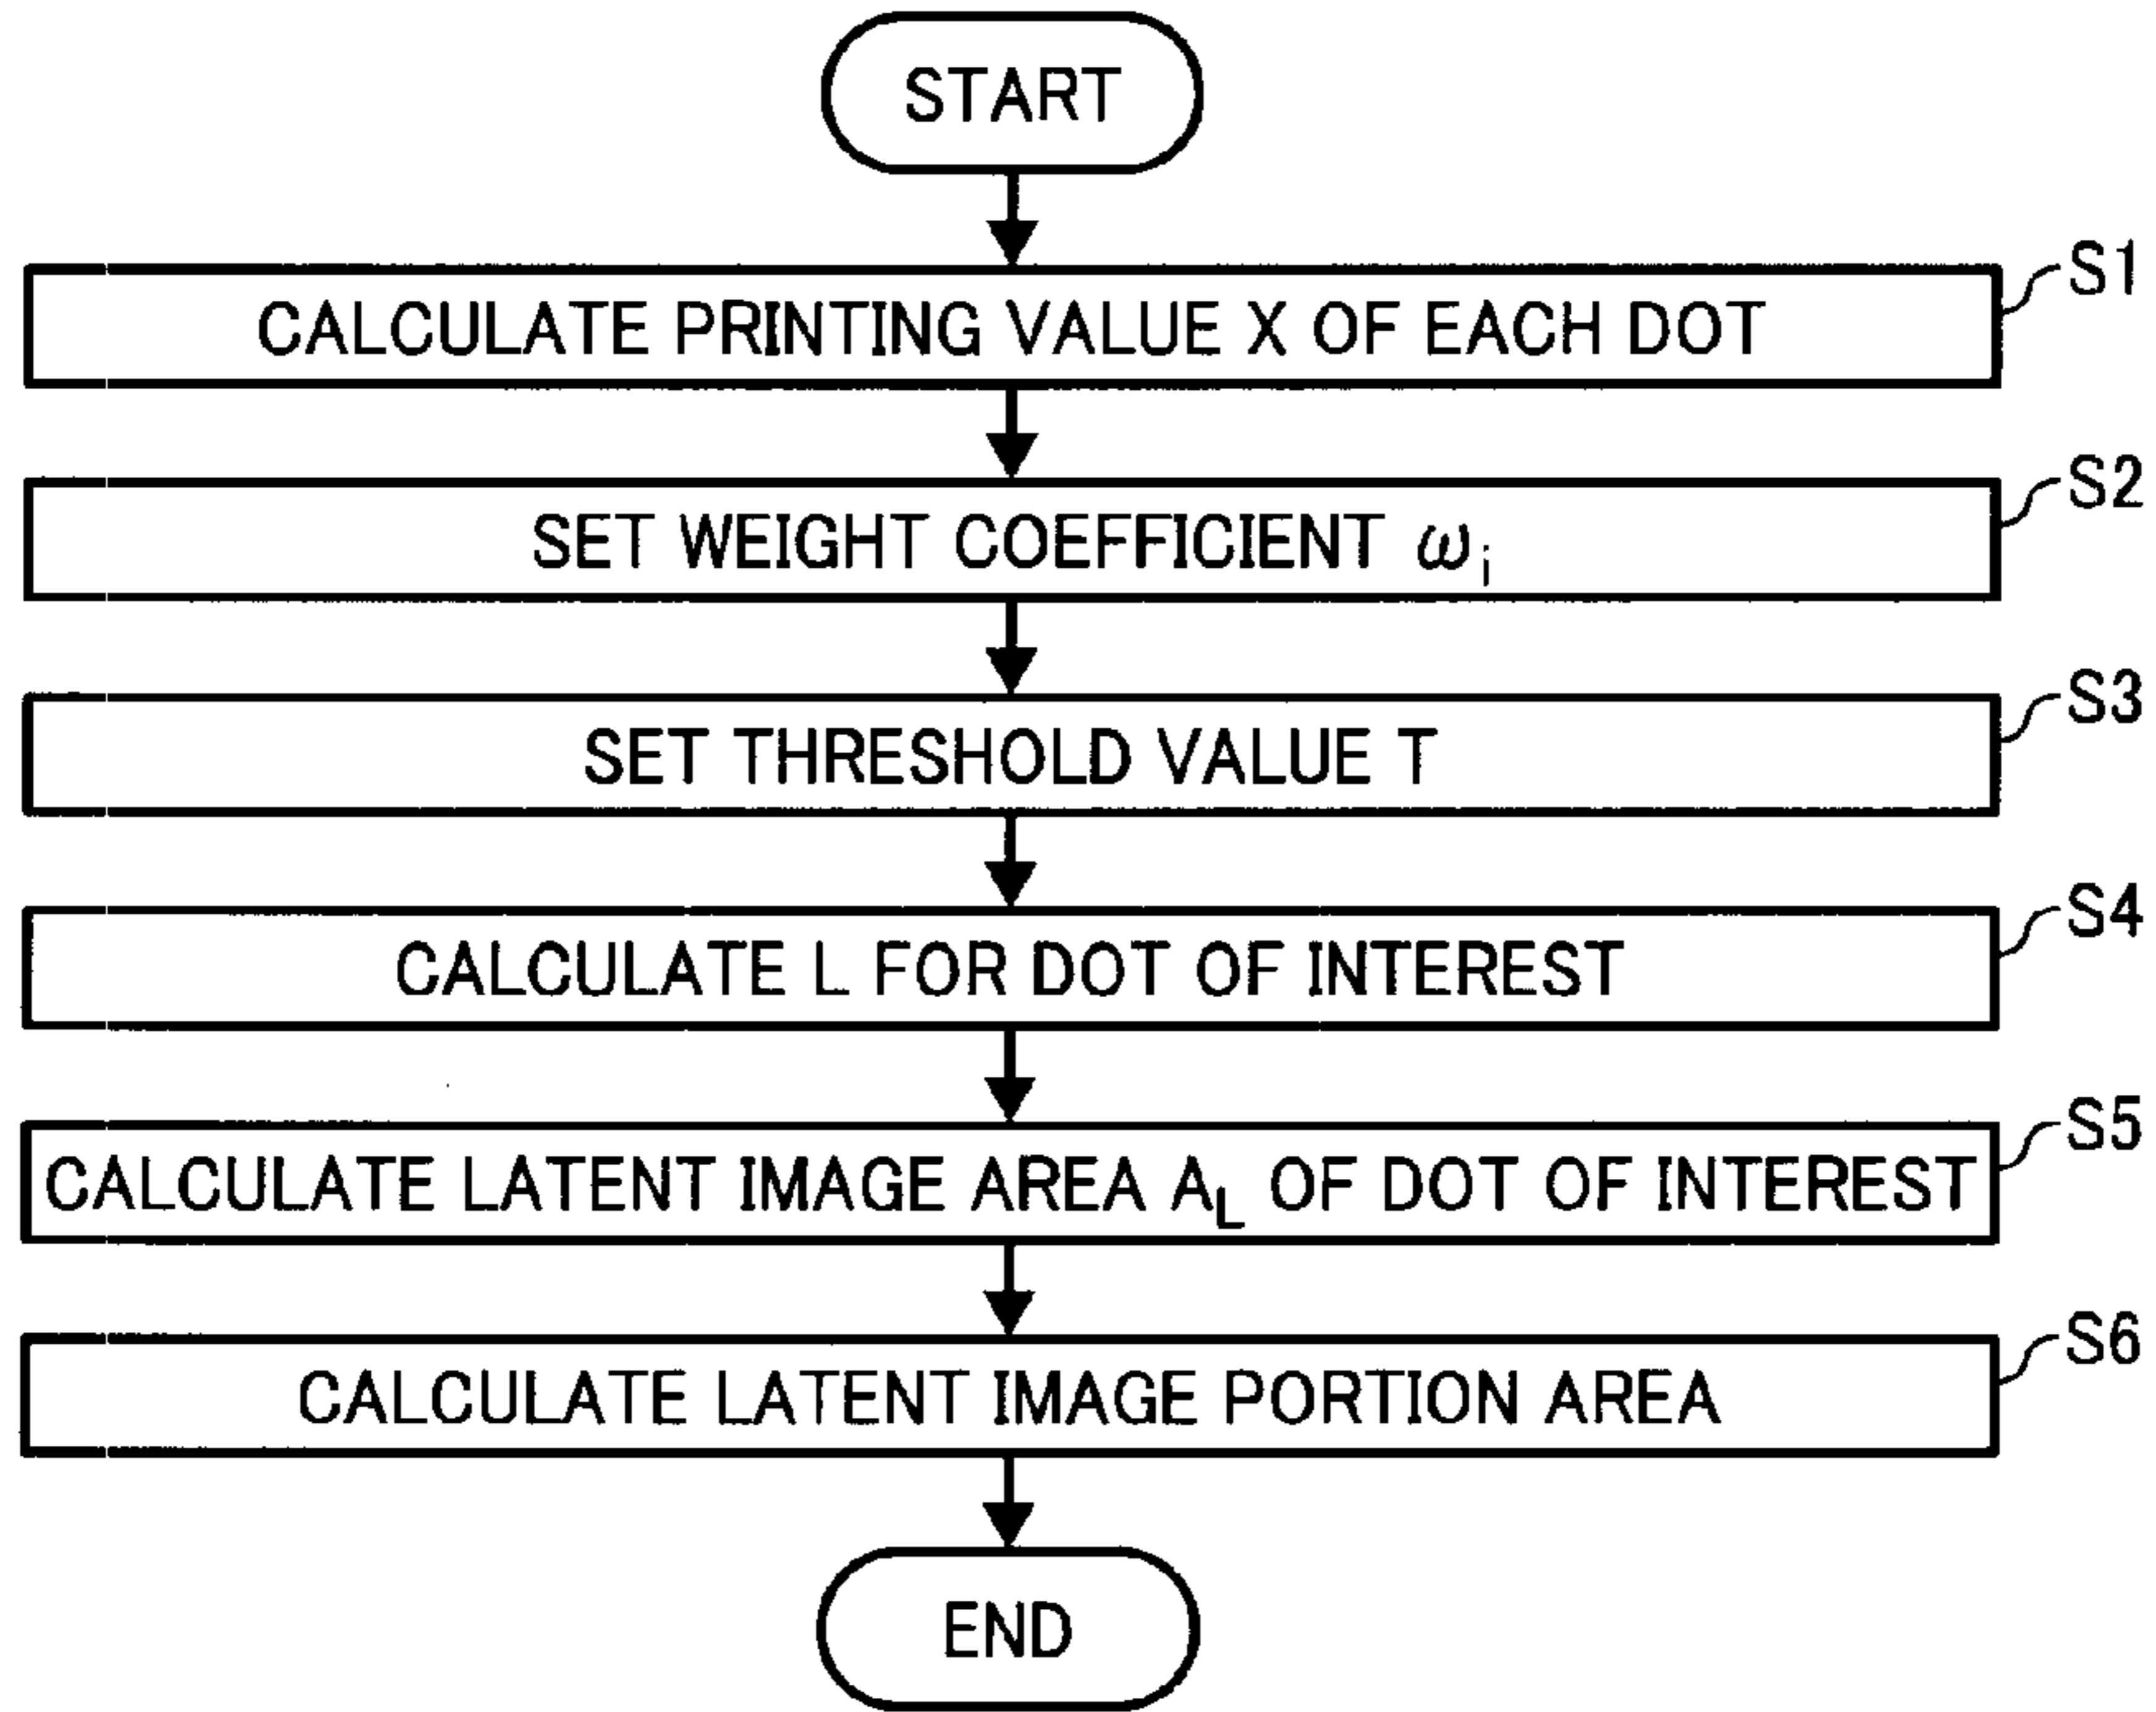 START
S1
CALCULATE PRINTING VALUE X OF EACH DOT
S2
SET WEIGHT COEFFICIENT ωi
S3
SET THRESHOLD VALUE T
S4
CALCULATE L FOR DOT OF INTEREST
S5
CALCULATE LATENT IMAGE AREA AL OF DOT OF INTEREST
S6
CALCULATE LATENT IMAGE PORTION AREA
END